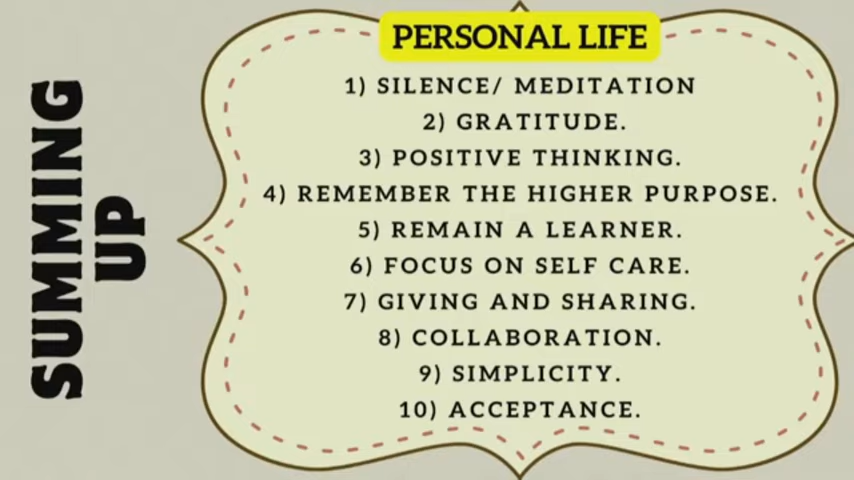 SUMMING
UP
PERSONAL LIFE
1) SILENCE/ MEDITATION
2) GRATITUDE.
3) POSITIVE THINKING.
4) REMEMBER THE HIGHER PURPOSE.
5) REMAIN A LEARNER.
6) FOCUS ON SELF CARE.
7) GIVING AND SHARING.
8) COLLABORATION.
9) SIMPLICITY.
10) ACCEPTANCE.